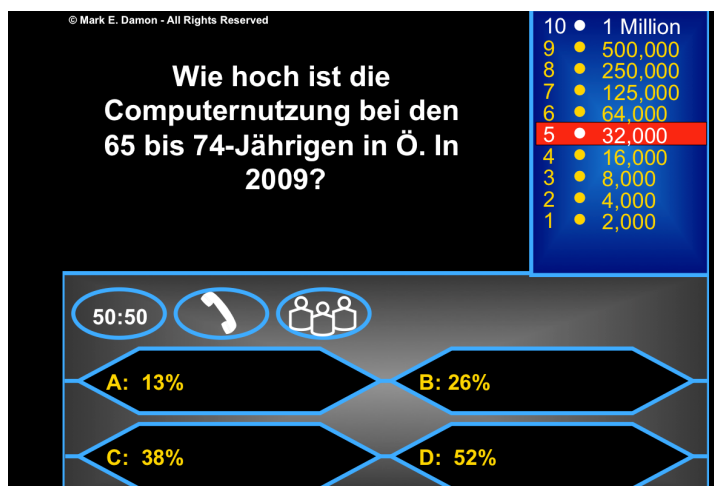 © Mark E. Damon - All Rights Reserved
Wie hoch ist die
Computernutzung bei den
65 bis 74-Jährigen in Ö. In
2009?
10 • 1 Million
9 • 500,000
8 • 250,000
7 • 125,000
6 • 64,000
5 • 32,000
4 • 16,000
3 • 8,000
2 • 4,000
1 • 2,000
50:50
A: 13%
B: 26%
C: 38%
D: 52%